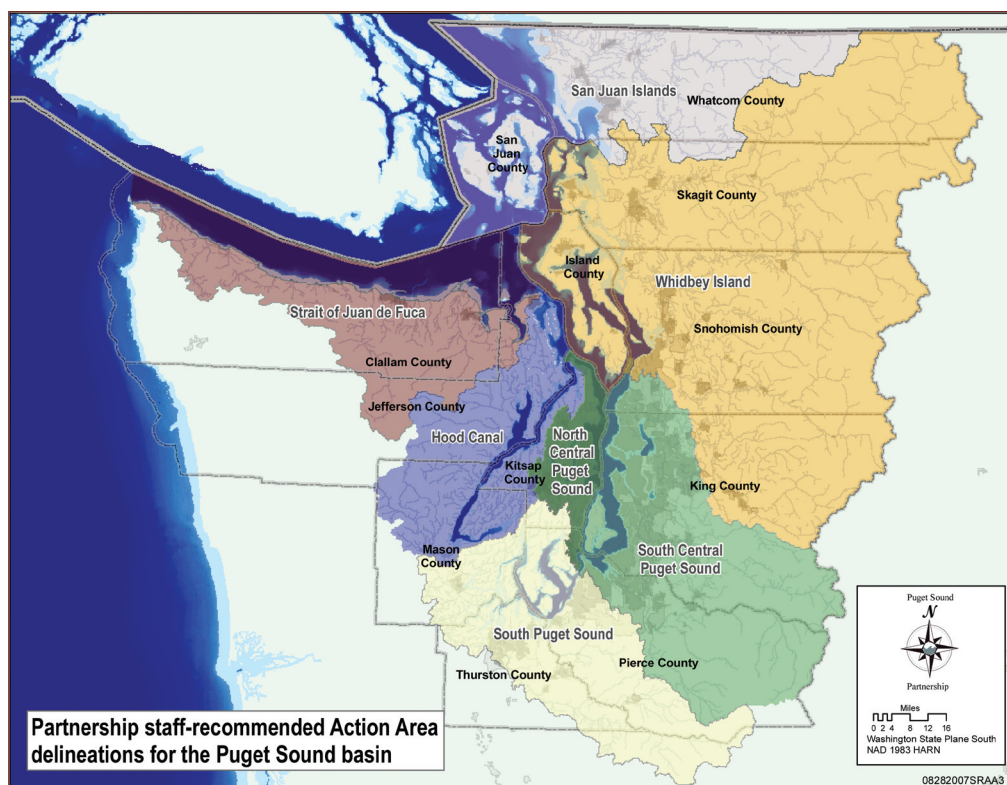 San Juan Islands
Whatcom County
San
Juan
County
Skagit County
Island
County
Whidbey Island
Strait of Juan de Fuca
Snohomish County
Clallam County
Jefferson County
Hood Canal
North
Central
Puget
Sound
Kitsap
County
King County
Mason
County
South Central
Puget Sound
South Puget Sound
Thurston County
Pierce County
Puget Sound
N
Partnership
Miles
0 2 4 8 12 16
Washington State Plane South
NAD 1983 HARN
Partnership staff-recommended Action Area
delineations for the Puget Sound basin
08282007SRAA3